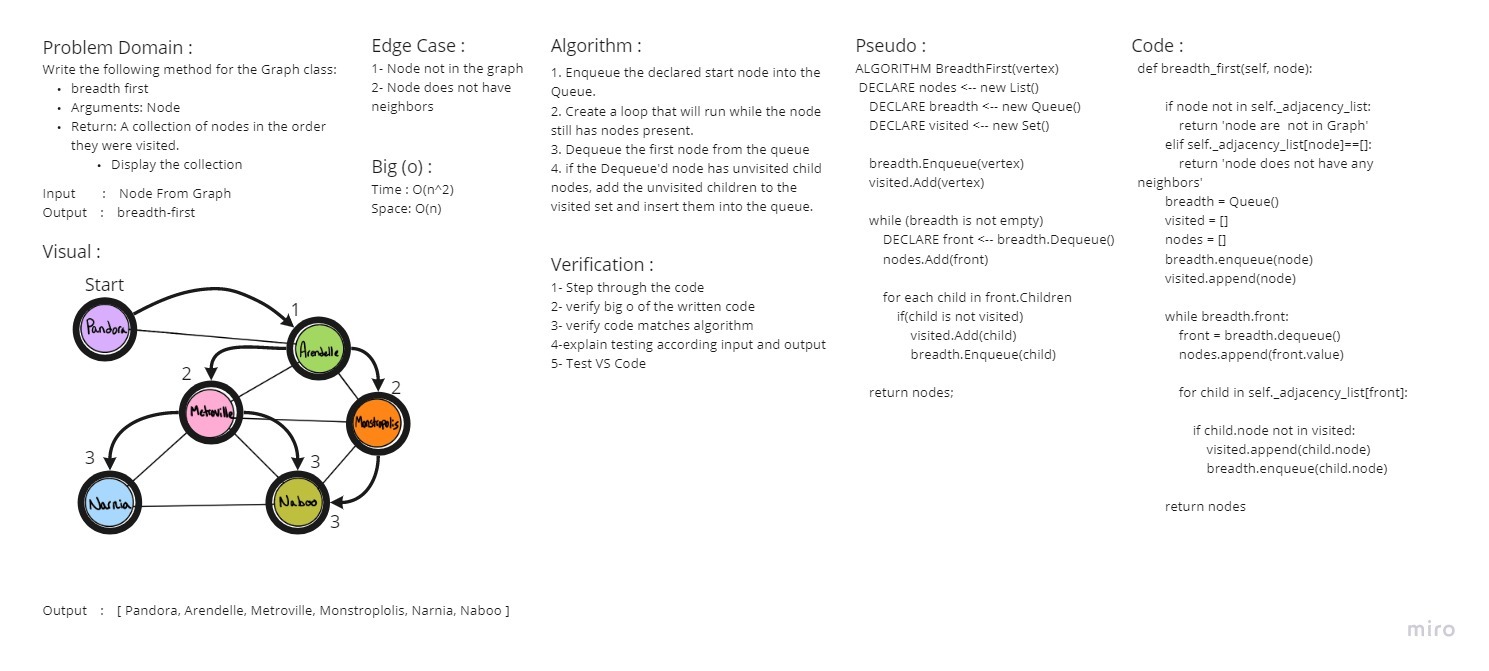 Problem Domain :
Write the following method for the Graph class:
• breadth first
• Arguments: Node
• Return: A collection of nodes in the order
they were visited.
• Display the collection
Input : Node From Graph
Output : breadth-first
Visual :
Start
Pandora
1
Arendelle
2
Metroville
2
Monstropolis
3
Narnia
3
Naboo
3
Output : [ Pandora, Arendelle, Metroville, Monstroplolis, Narnia, Naboo ]
Edge Case :
1- Node not in the graph
2- Node does not have
neighbors
Big (o) :
Time : O(n^2)
Space: O(n)
Algorithm :
1. Enqueue the declared start node into the
Queue.
2. Create a loop that will run while the node
still has nodes present.
3. Dequeue the first node from the queue
4. if the Dequeue'd node has unvisited child
nodes, add the unvisited children to the
visited set and insert them into the queue.
Verification :
1- Step through the code
2- verify big o of the written code
3- verify code matches algorithm
4-explain testing according input and output
5- Test VS Code
Pseudo :
ALGORITHM BreadthFirst(vertex)
DECLARE nodes <-- new List()
DECLARE breadth <-- new Queue()
DECLARE visited <-- new Set()
breadth.Enqueue(vertex)
visited.Add(vertex)
while (breadth is not empty)
DECLARE front <-- breadth.Dequeue()
nodes.Add(front)
for each child in front.Children
if(child is not visited)
visited.Add(child)
breadth.Enqueue(child)
return nodes;
Code :
def breadth_first(self, node):
if node not in self._adjacency_list:
return 'node are  not in Graph'
elif self._adjacency_list[node]==[]:
return 'node does not have any
neighbors'
breadth = Queue()
visited = []
nodes = []
breadth.enqueue(node)
visited.append(node)
while breadth.front:
front = breadth.dequeue()
nodes.append(front.value)
for child in self._adjacency_list[front]:
if child.node not in visited:
visited.append(child.node)
breadth.enqueue(child.node)
return nodes
miro